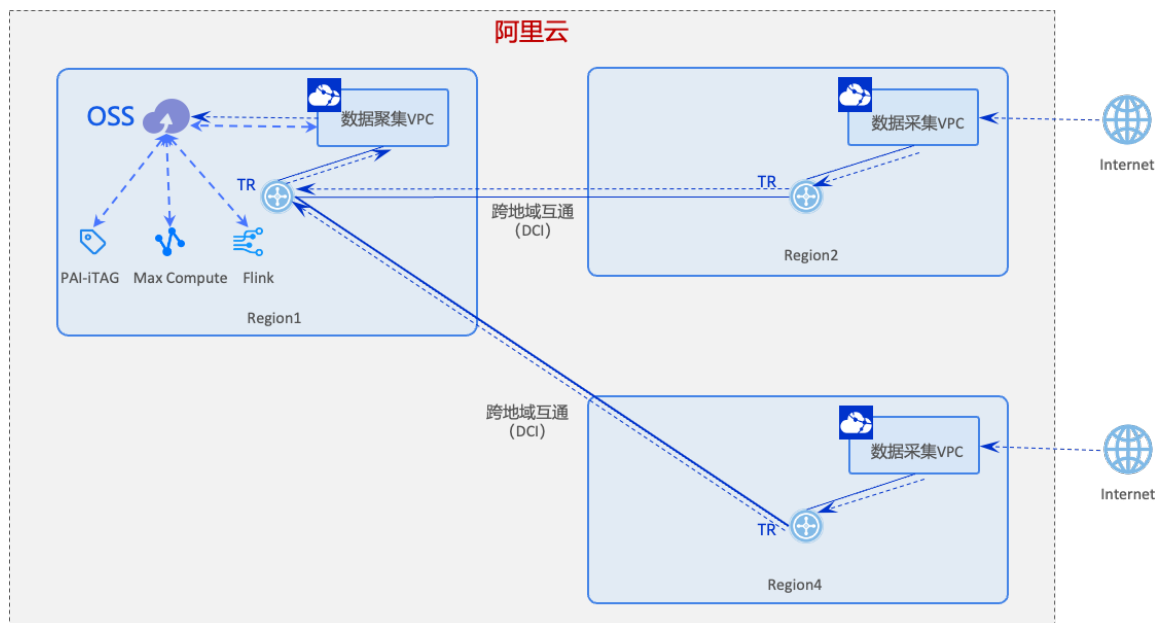 阿里云
OSS
数据聚集VPC
TR
PAI-iTAG
Max Compute
Flink
Region1
跨地域互通
（DCI）
数据采集VPC
TR
Region2
Internet
跨地域互通
（DCI）
数据采集VPC
TR
Region4
Internet